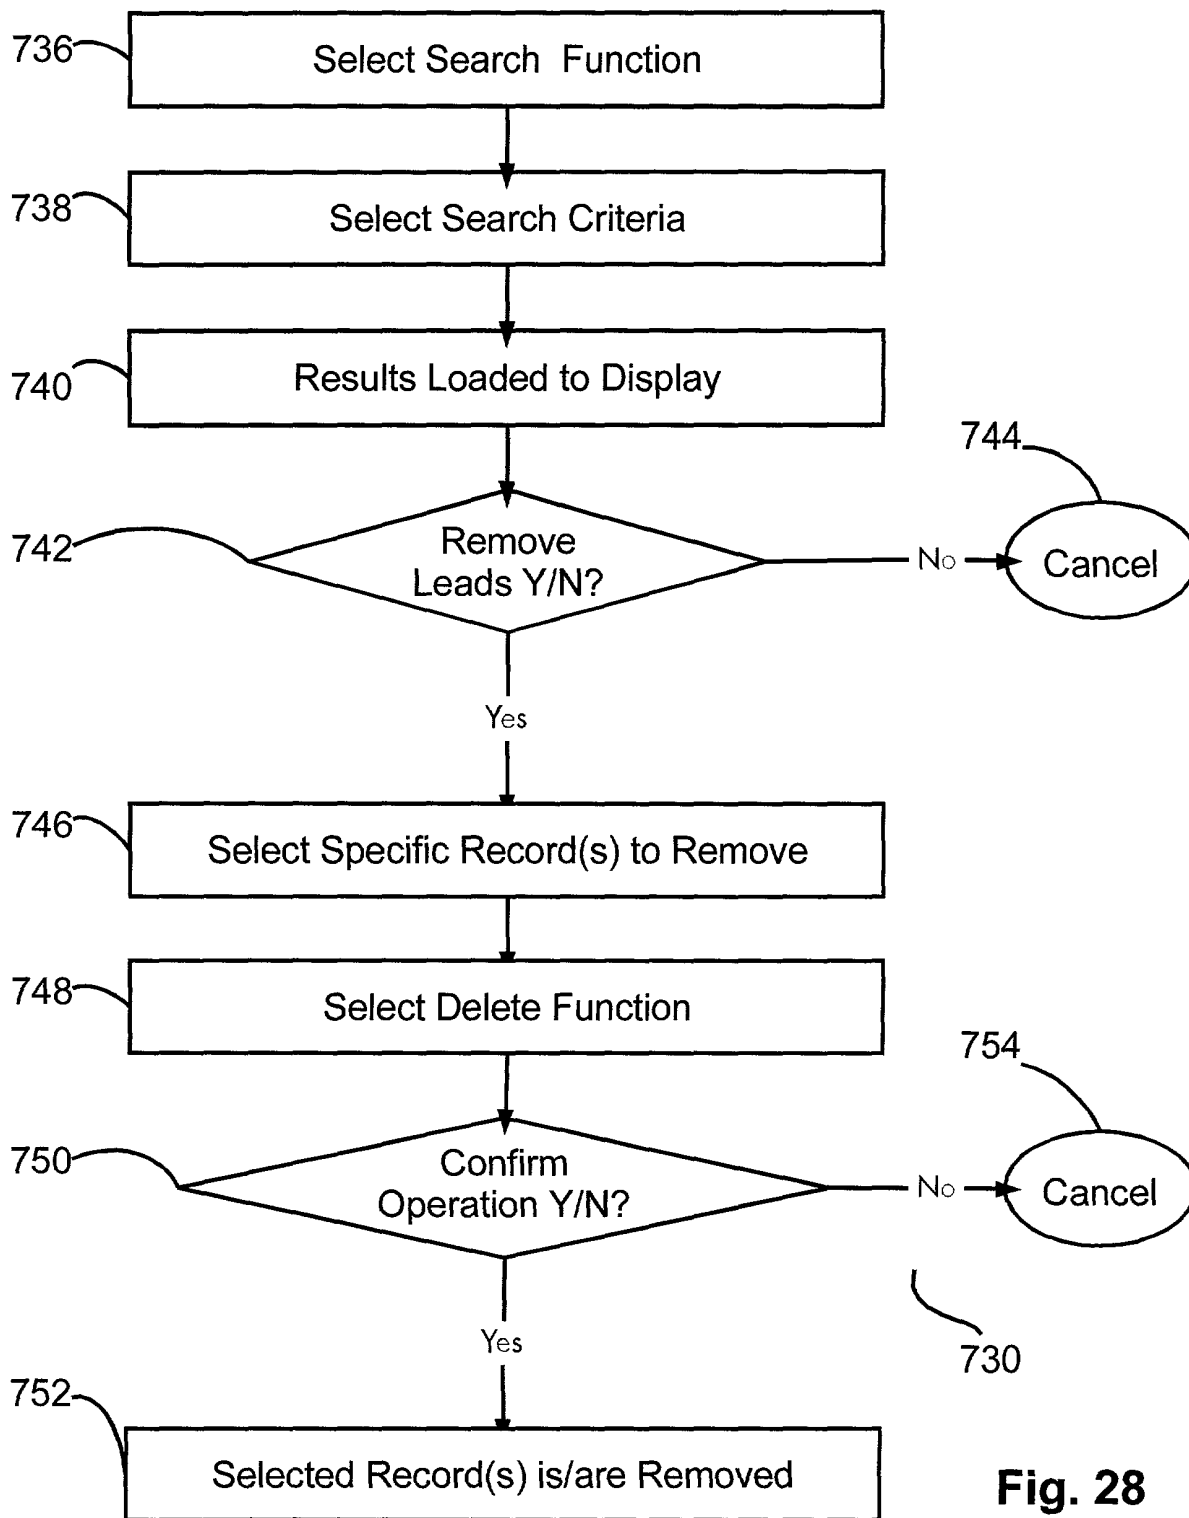 736
Select Search Function
738
Select Search Criteria
740
Results Loaded to Display
744
742
Remove
Leads Y/N?
No
Cancel
Yes
746
Select Specific Record(s) to Remove
748
Select Delete Function
754
750
Confirm
Operation Y/N?
No
Cancel
Yes
730
752
Selected Record(s) is/are Removed
Fig. 28